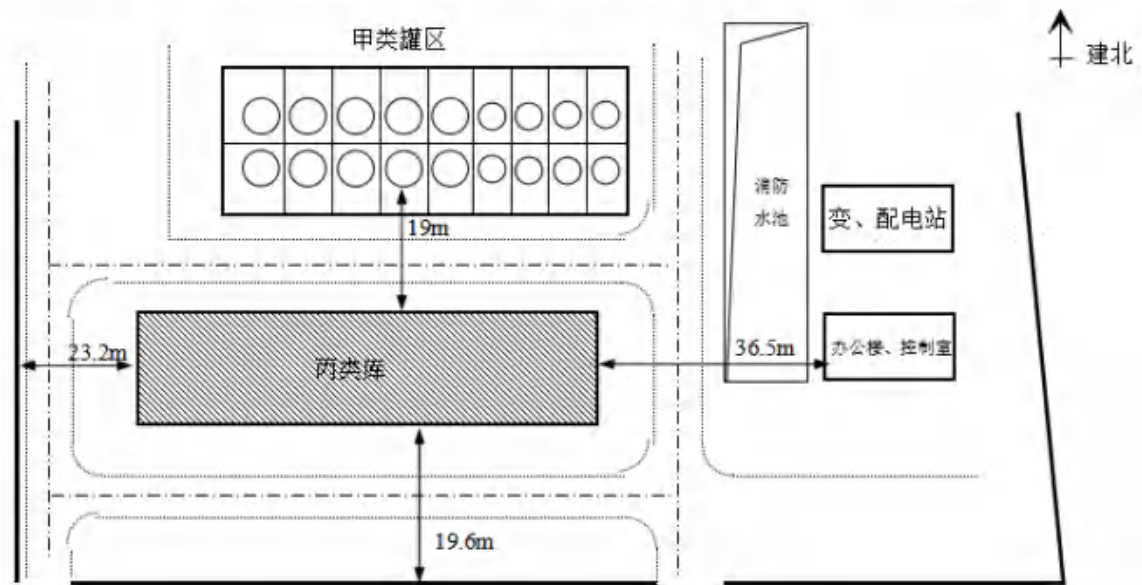 甲类罐区
建北
消防
水池
变、配电站
19m
23.2m
丙类库
36.5m
办公楼、控制室
19.6m